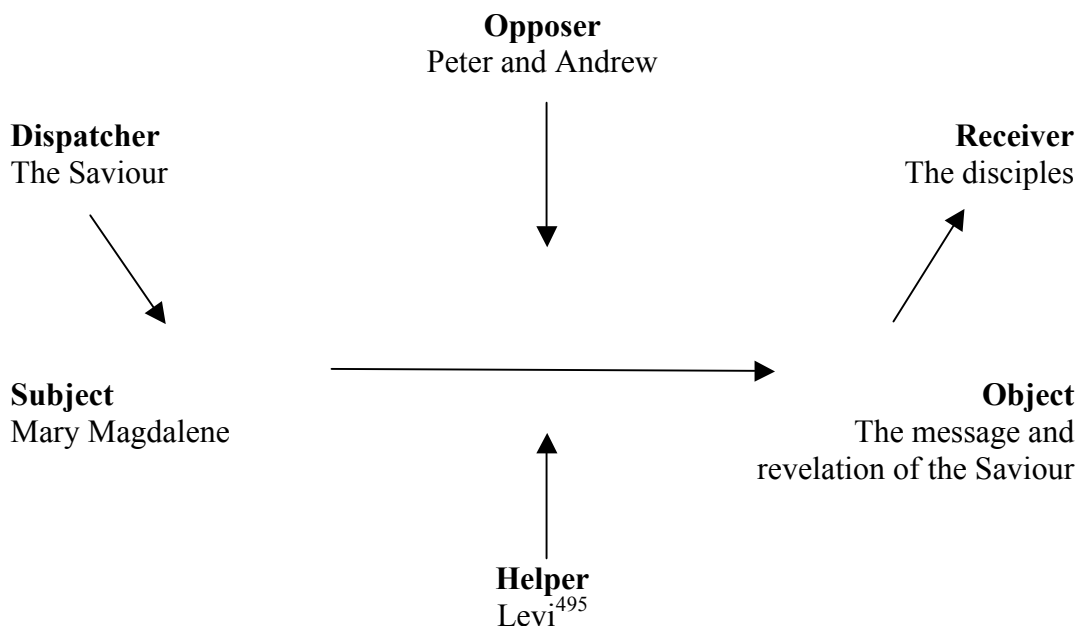 Opposer
Peter and Andrew
Dispatcher
The Saviour
Receiver
The disciples
Subject
Mary Magdalene
Object
The message and
revelation of the Saviour
Helper
Levi495